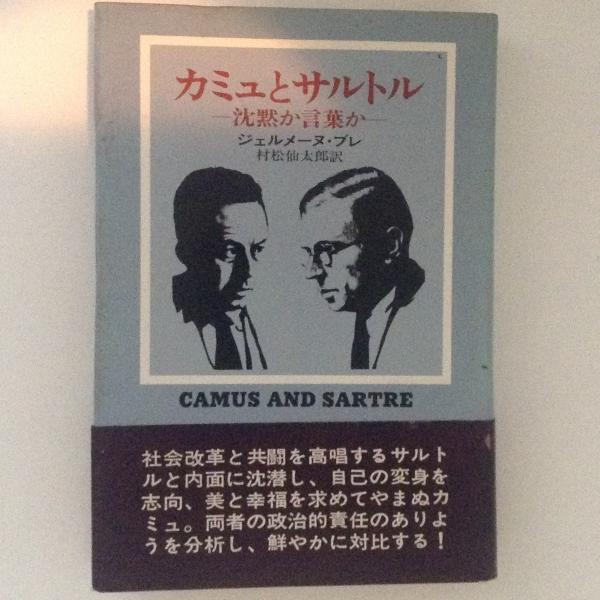 カミュとサルトル
―沈黙か言葉か―
ジェルメーヌ・ブレ
村松仙太郎訳
CAMUS AND SARTRE
社会改革と共闘を高唱するサルト
ルと内面に沈潜し、自己の変身を
志向、美と幸福を求めてやまぬカ
ミュ。両者の政治的責任のありよ
うを分析し、鮮やかに対比する！